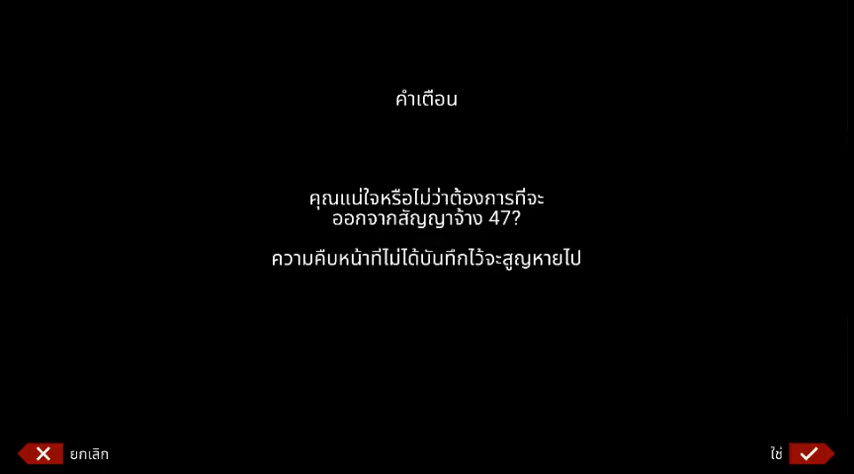 คำเตือน
คุณแน่ใจหรือไม่ว่าต้องการที่จะ
ออกจากสัญญาจ้าง 47?
ความคืบหน้าที่ไม่ได้บันทึกไว้จะสูญหายไป
ยกเลิก
ใช่